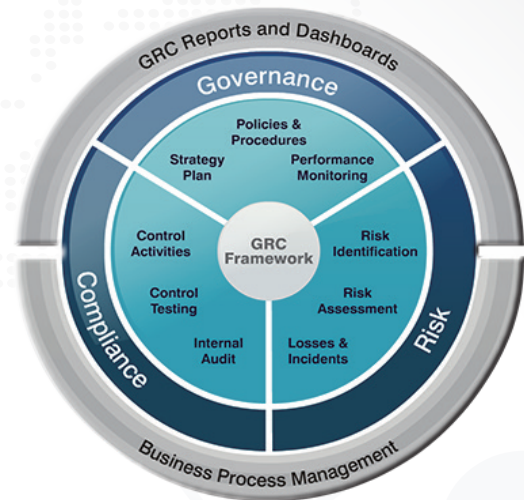 GRC Reports and Dashboards
Governance
Policies &
Procedures
Strategy
Plan
Performance
Monitoring
Control
Activities
GRC
Framework
Risk
Identification
Control
Testing
Risk
Assessment
Internal
Audit
Losses &
Incidents
Compliance
Risk
Business Process Management